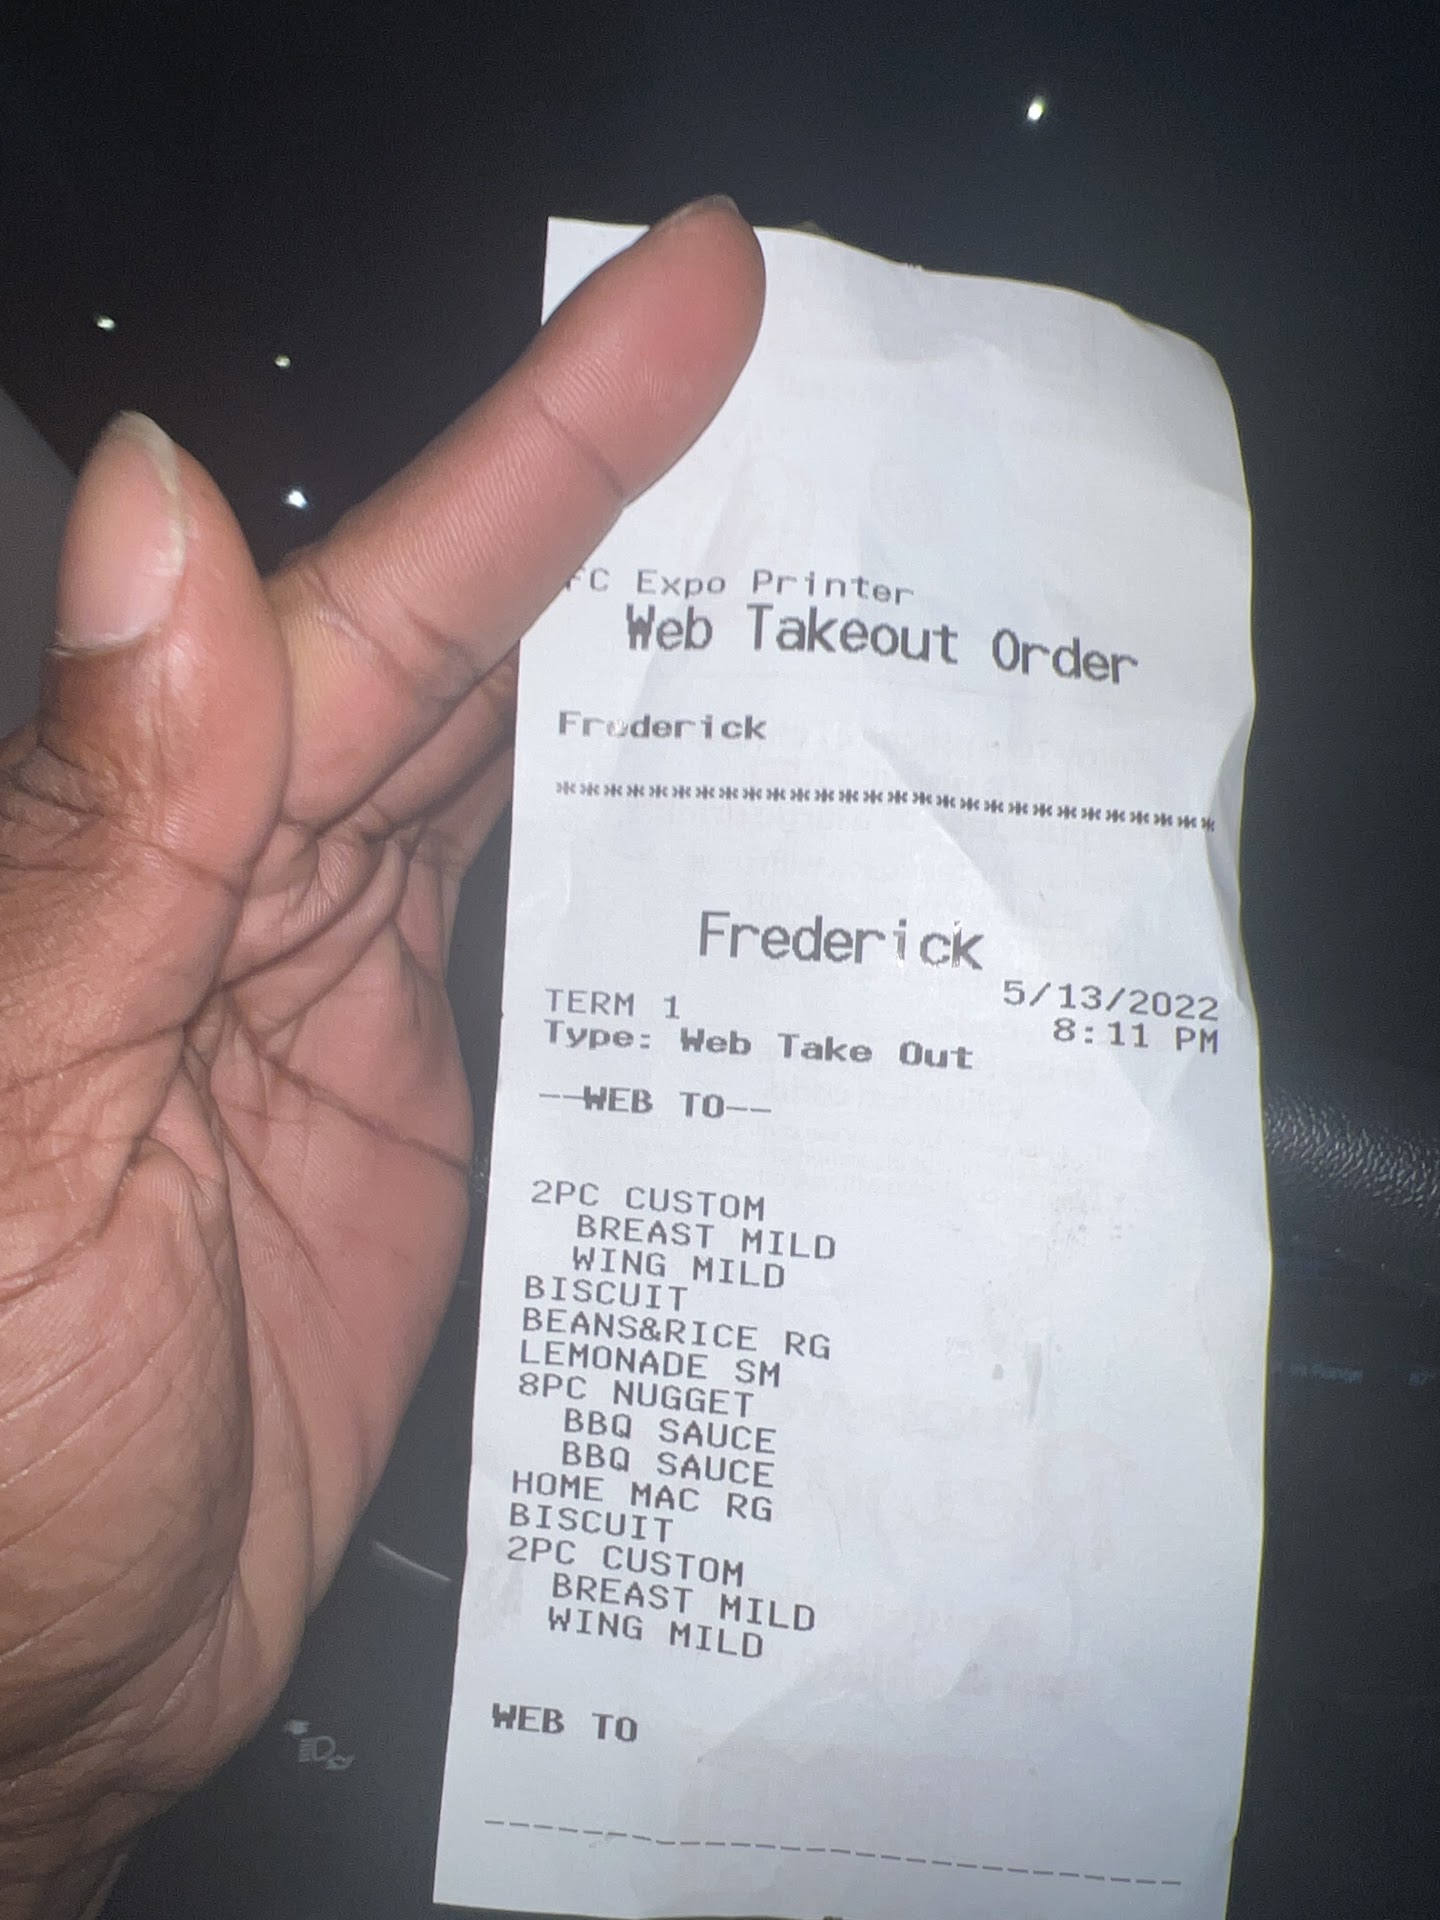 FC Expo Printer
Web Takeout Order
Frederick
****************************
Frederick
TERM 1 5/13/2022
8:11 PM
Type: Web Take Out
--WEB TO--
2PC CUSTOM
BREAST MILD
WING MILD
BISCUIT
BEANS&RICE RG
LEMONADE SM
8PC NUGGET
BBQ SAUCE
BBQ SAUCE
HOME MAC RG
BISCUIT
2PC CUSTOM
BREAST MILD
WING MILD
WEB TO
------------------------------